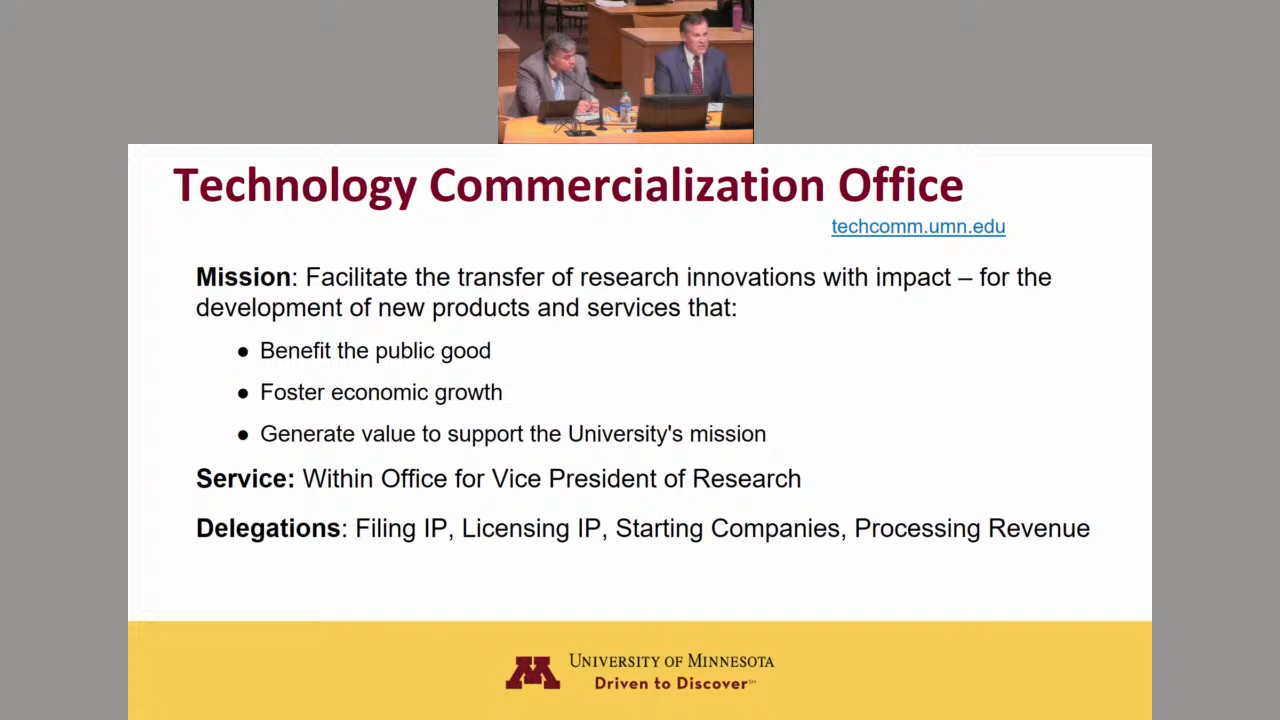 Technology Commercialization Office
techcomm.umn.edu
Mission: Facilitate the transfer of research innovations with impact – for the
development of new products and services that:
● Benefit the public good
● Foster economic growth
● Generate value to support the University's mission
Service: Within Office for Vice President of Research
Delegations: Filing IP, Licensing IP, Starting Companies, Processing Revenue
M
UNIVERSITY OF MINNESOTA
Driven to Discover℠